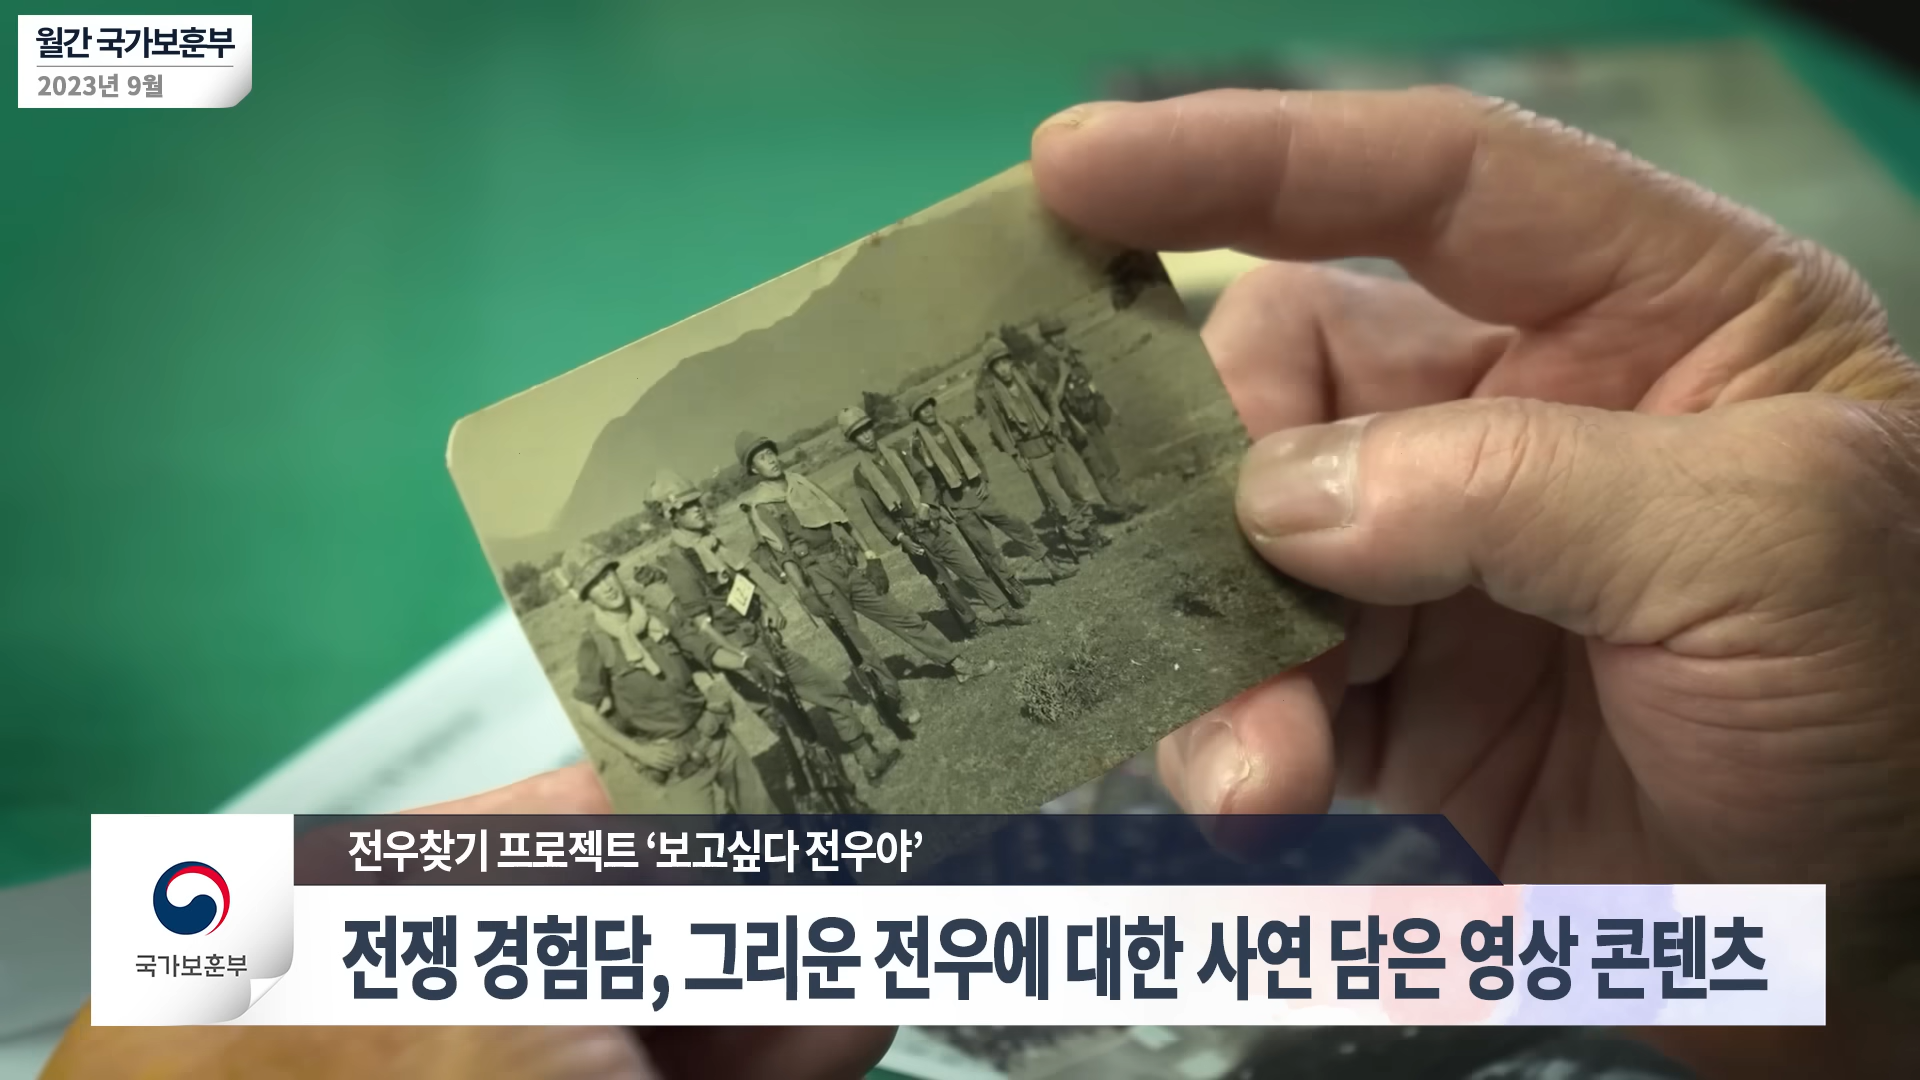 월간 국가보훈부
2023년 9월
전우찾기 프로젝트 ‘보고싶다 전우야’
국가보훈부
전쟁 경험담, 그리운 전우에 대한 사연 담은 영상 콘텐츠